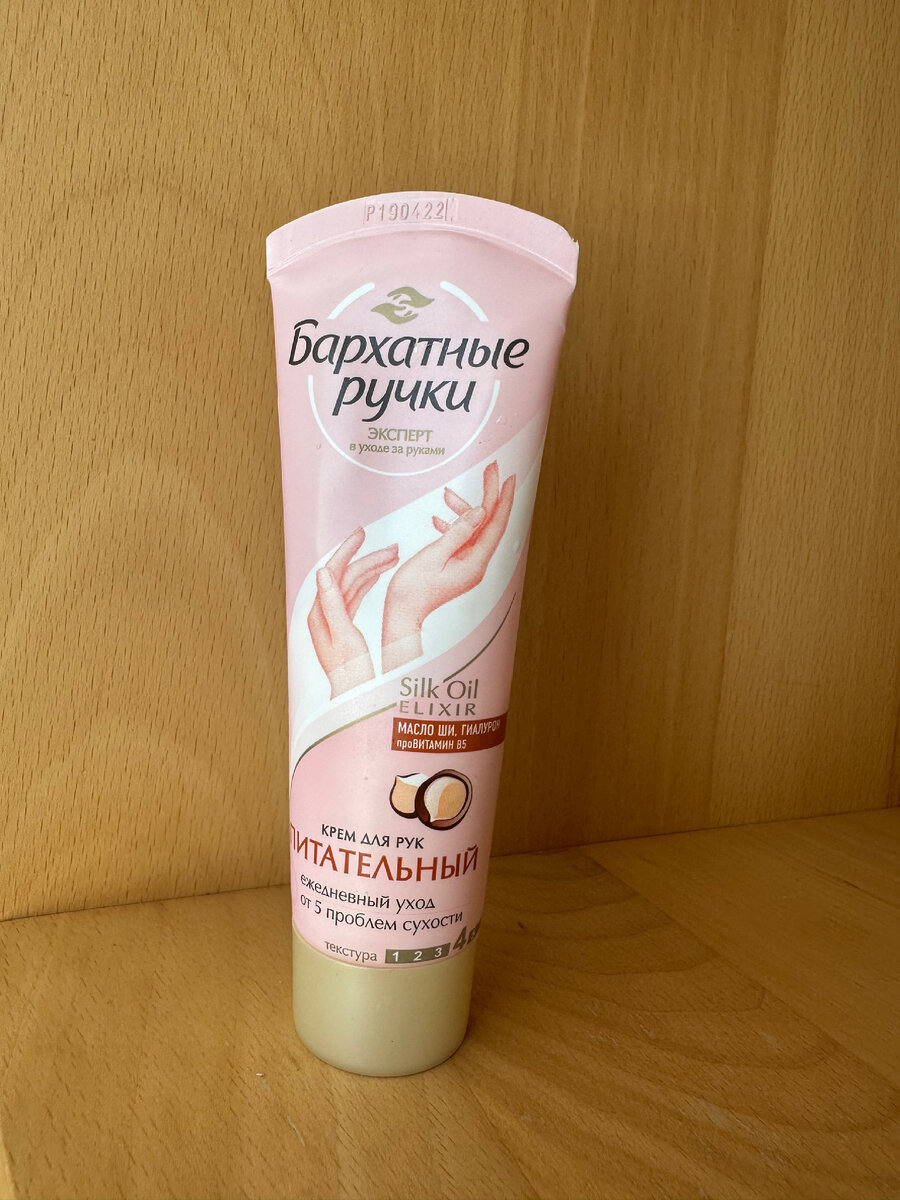 P190422
Бархатные
ручки
ЭКСПЕРТ
в уходе за руками
Silk Oil
ELIXIR
МАСЛО ШИ, ГИАЛУРОН
проВИТАМИН B5
КРЕМ ДЛЯ РУК
ПИТАТЕЛЬНЫЙ
ежедневный уход
от 5 проблем сухости
текстура 1 2 3 4